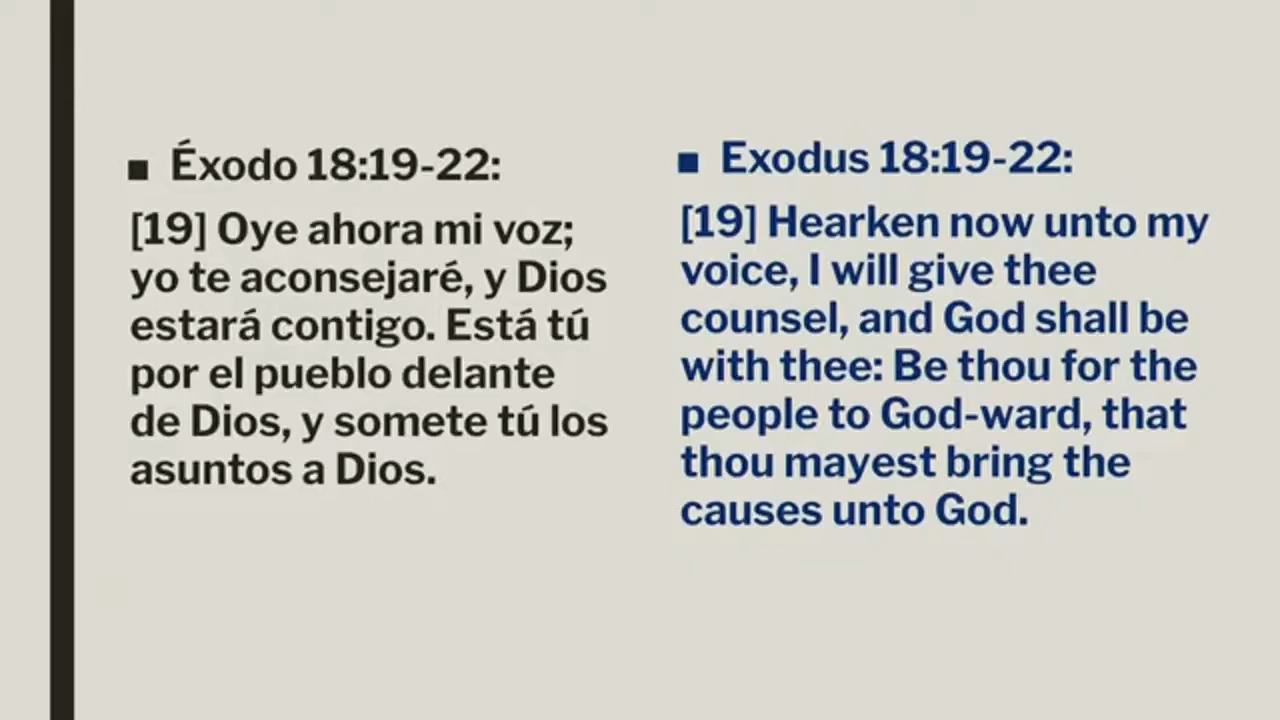 ■ Éxodo 18:19-22:
[19] Oye ahora mi voz;
yo te aconsejaré, y Dios
estará contigo. Está tú
por el pueblo delante
de Dios, y somete tú los
asuntos a Dios.
■ Exodus 18:19-22:
[19] Hearken now unto my
voice, I will give thee
counsel, and God shall be
with thee: Be thou for the
people to God-ward, that
thou mayest bring the
causes unto God.